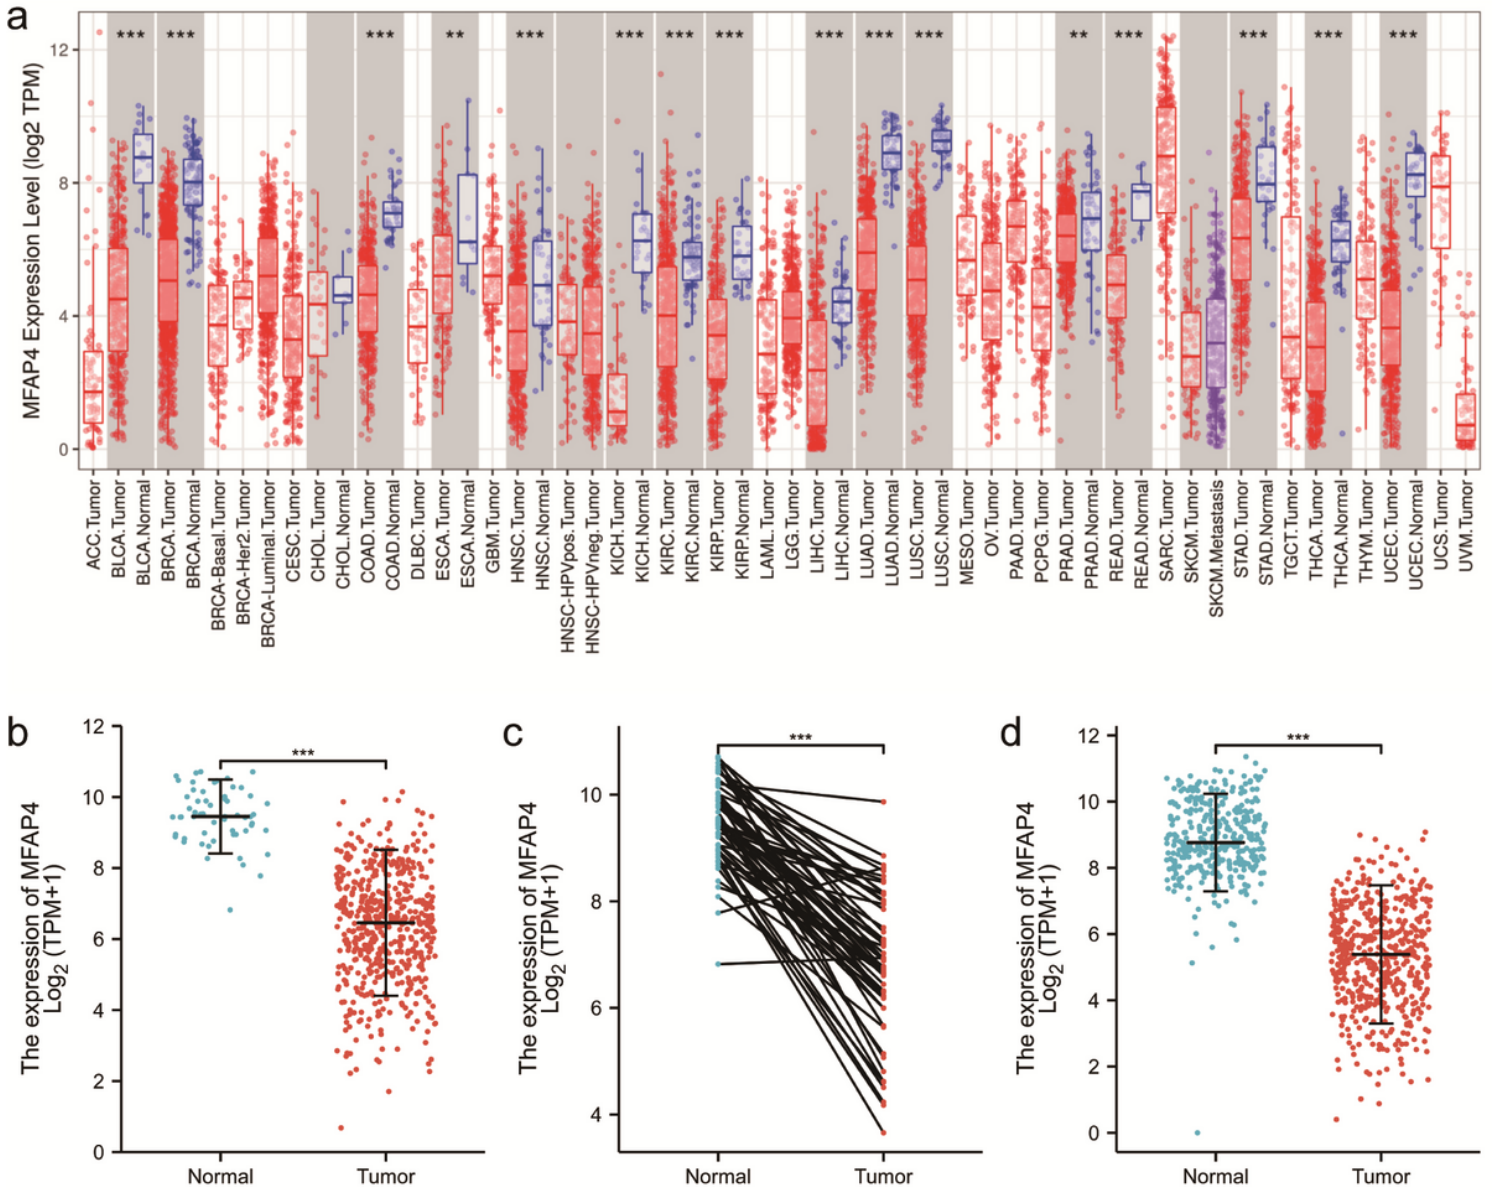 a
MFAP4 Expression Level (log2 TPM)
12
8
4
0
*** *** *** ** *** *** *** *** *** *** *** ** *** *** *** ***
ACC.Tumor
BLCA.Tumor
BLCA.Normal
BRCA.Tumor
BRCA.Normal
BRCA-Basal.Tumor
BRCA-Her2.Tumor
BRCA-Luminal.Tumor
CESC.Tumor
CHOL.Tumor
CHOL.Normal
COAD.Tumor
COAD.Normal
DLBC.Tumor
ESCA.Tumor
ESCA.Normal
GBM.Tumor
HNSC.Tumor
HNSC.Normal
HNSC-HPVpos.Tumor
HNSC-HPVneg.Tumor
KICH.Tumor
KICH.Normal
KIRC.Tumor
KIRC.Normal
KIRP.Tumor
KIRP.Normal
LAML.Tumor
LGG.Tumor
LIHC.Tumor
LIHC.Normal
LUAD.Tumor
LUAD.Normal
LUSC.Tumor
LUSC.Normal
MESO.Tumor
OV.Tumor
PAAD.Tumor
PCPG.Tumor
PRAD.Tumor
PRAD.Normal
READ.Tumor
READ.Normal
SARC.Tumor
SKCM.Tumor
SKCM.Metastasis
STAD.Tumor
STAD.Normal
TGCT.Tumor
THCA.Tumor
THCA.Normal
THYM.Tumor
UCEC.Tumor
UCEC.Normal
UCS.Tumor
UVM.Tumor
b
The expression of MFAP4
Log2 (TPM+1)
12
10
8
6
4
2
0
***
Normal Tumor
c
The expression of MFAP4
Log2 (TPM+1)
10
8
6
4
***
Normal Tumor
d
The expression of MFAP4
Log2 (TPM+1)
12
10
8
6
4
2
0
***
Normal Tumor